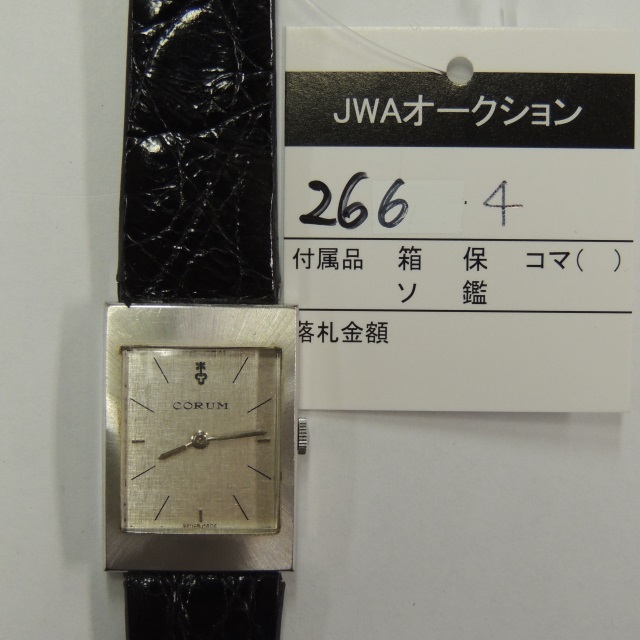 JWAオークション
266 · 4
付属品 箱 保 コマ( )
ソ 鑑
落札金額
CORUM